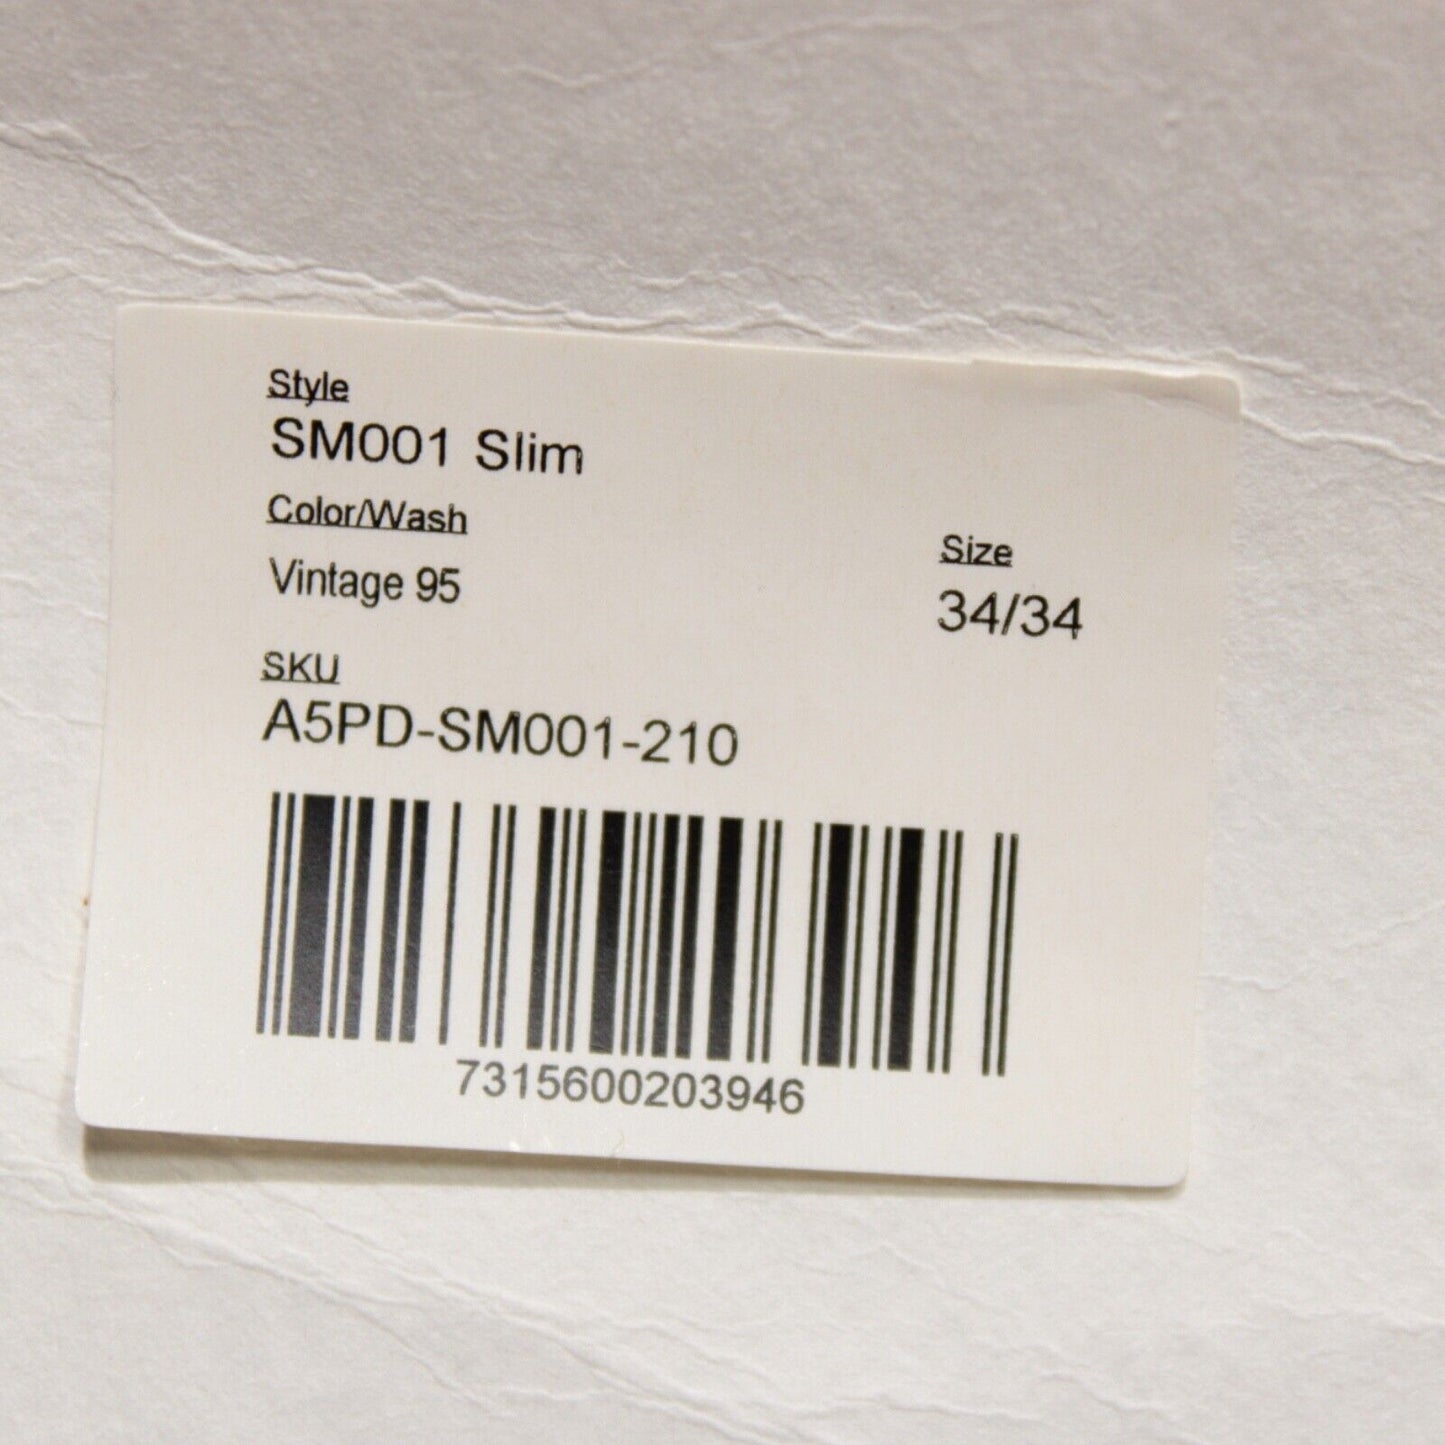 Style
SM001 Slim
Color/Wash
Vintage 95
Size
34/34
SKU
A5PD-SM001-210
7315600203946